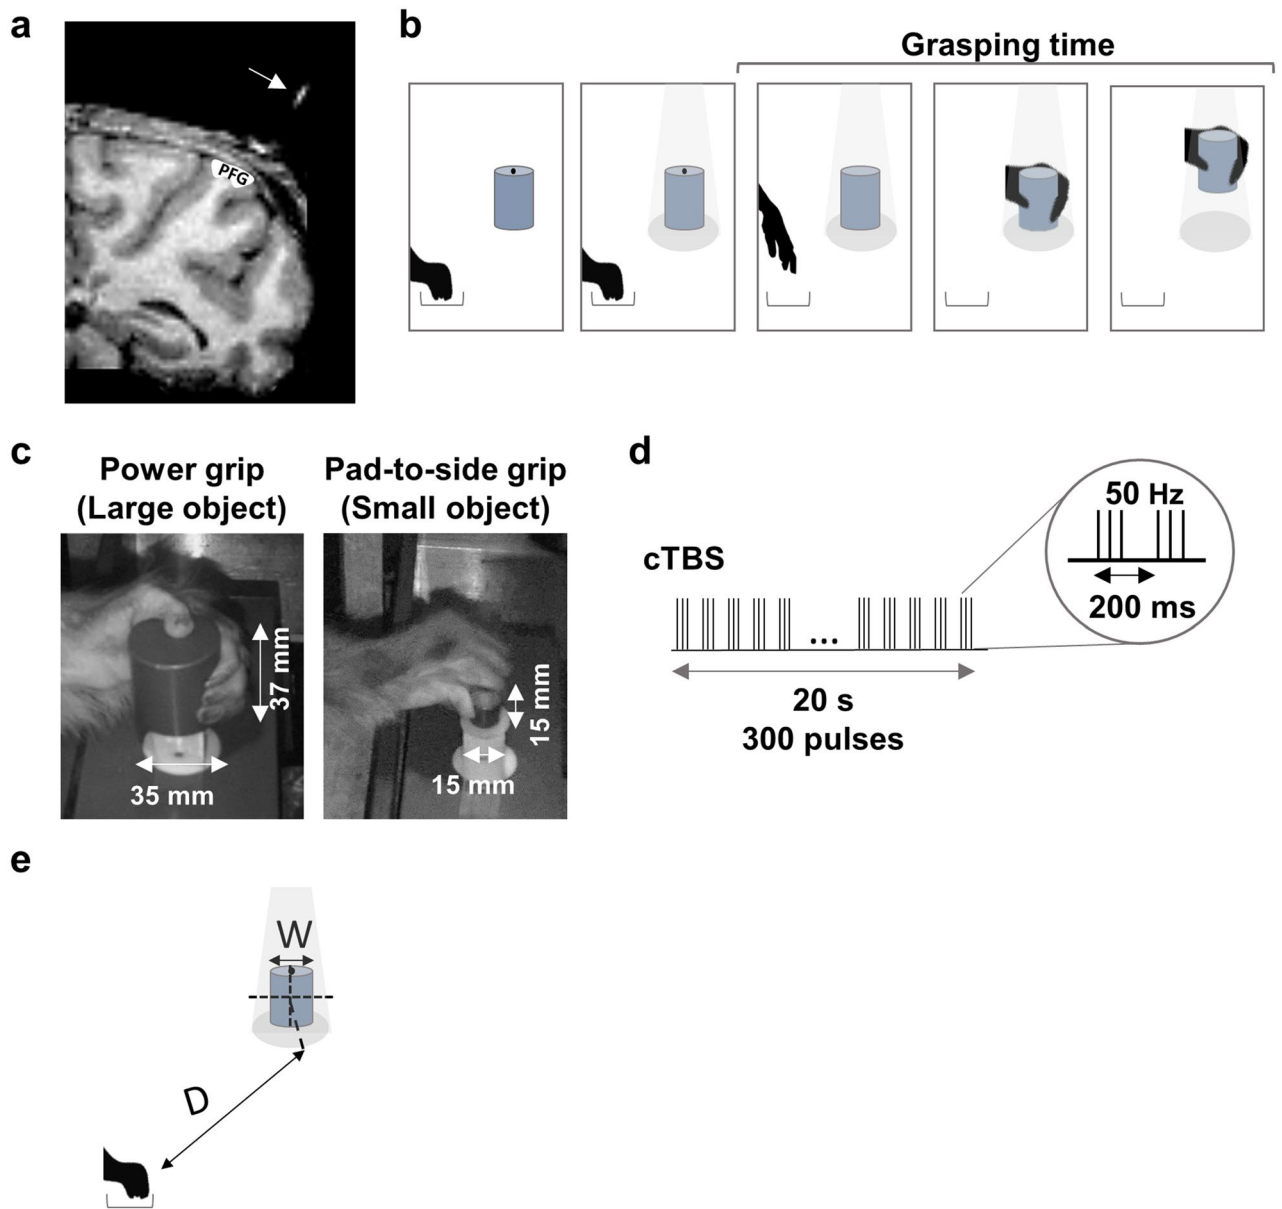 a
PFG
b
Grasping time
c
Power grip
(Large object)
37 mm
35 mm
Pad-to-side grip
(Small object)
15 mm
15 mm
d
cTBS
...
20 s
300 pulses
50 Hz
200 ms
e
W
D